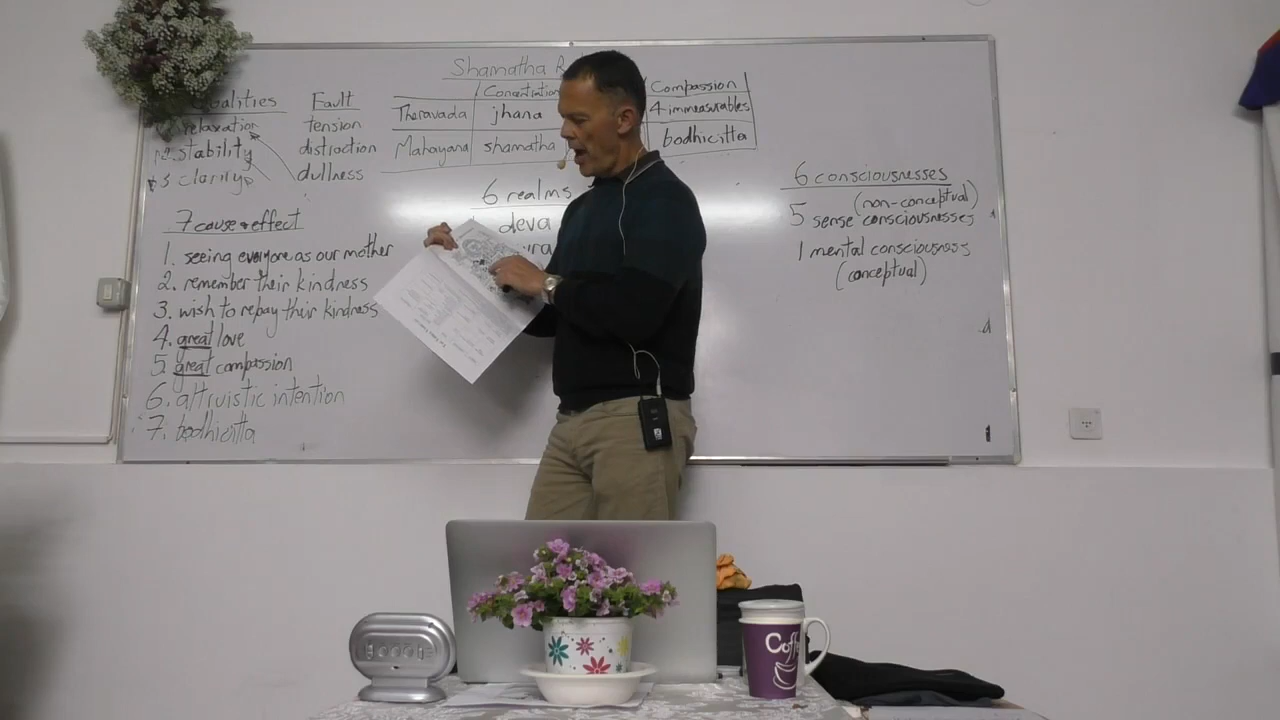 Shamatha
Concentration
Compassion
Theravada jhana 4 immeasurables
Mahayana shamatha bodhicitta
Fault
relaxation tension
stability distraction
3 clarity dullness
7 cause & effect
1. seeing everyone as our mother
2. remember their kindness
3. wish to repay their kindness
4. great love
5. great compassion
6. altruistic intention
7. bodhicitta
6 realms
deva
6 consciousnesses
(non-conceptual)
5 sense consciousnesses
1 mental consciousness
(conceptual)